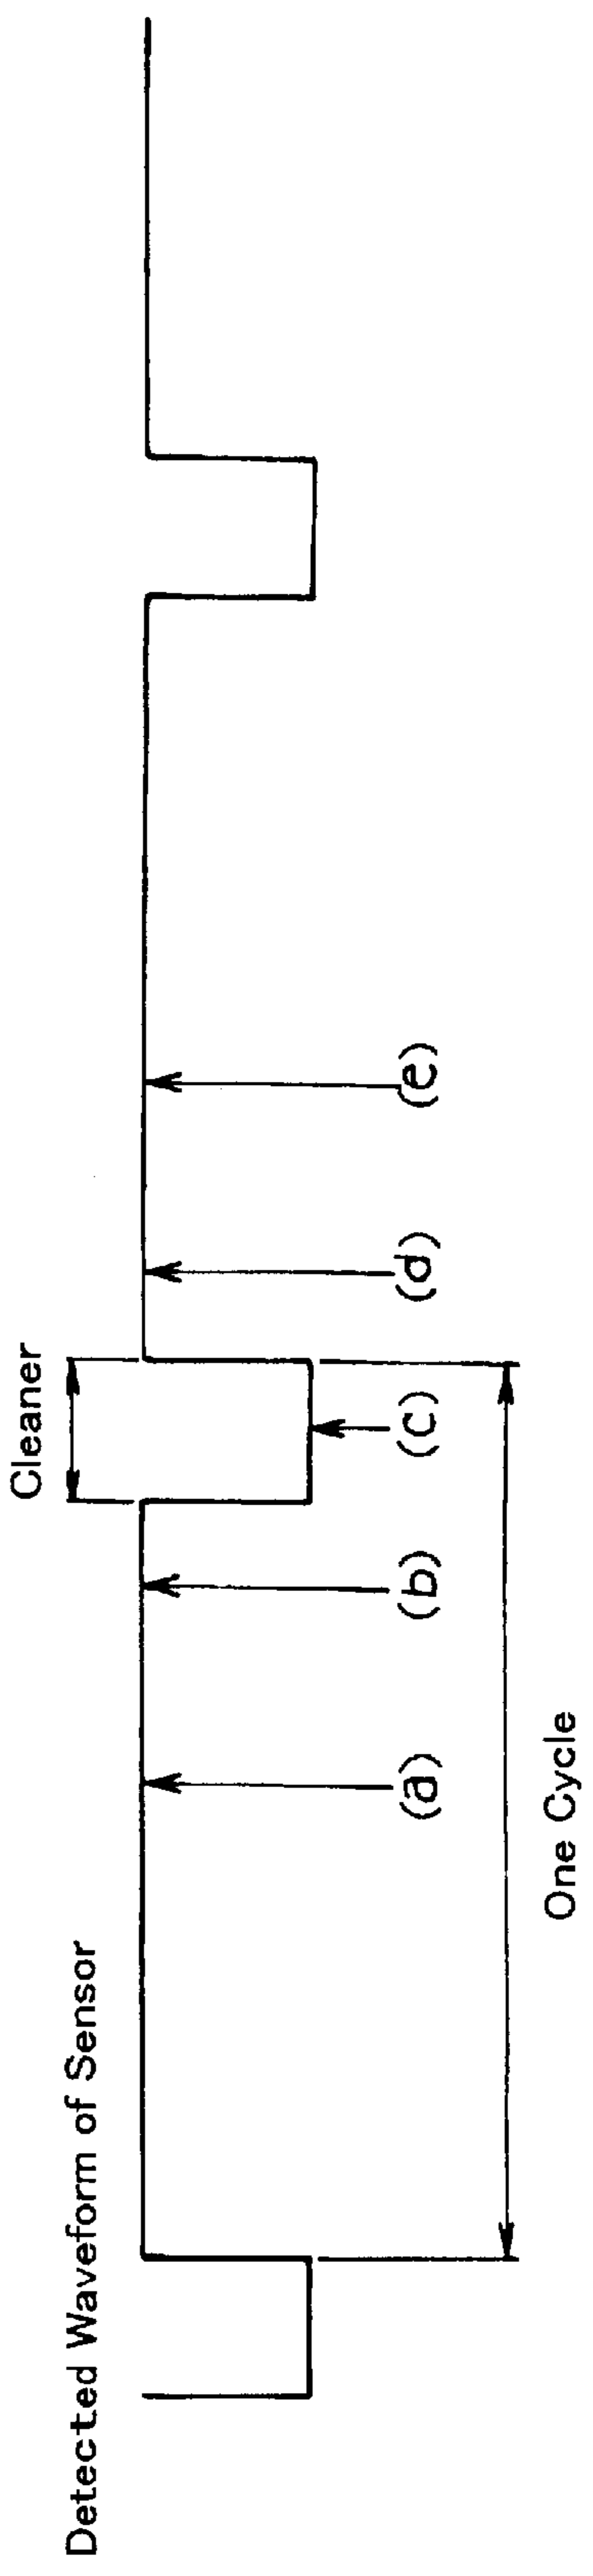 Detected Waveform of Sensor
Cleaner
(a)
(b)
(c)
(d)
(e)
One Cycle